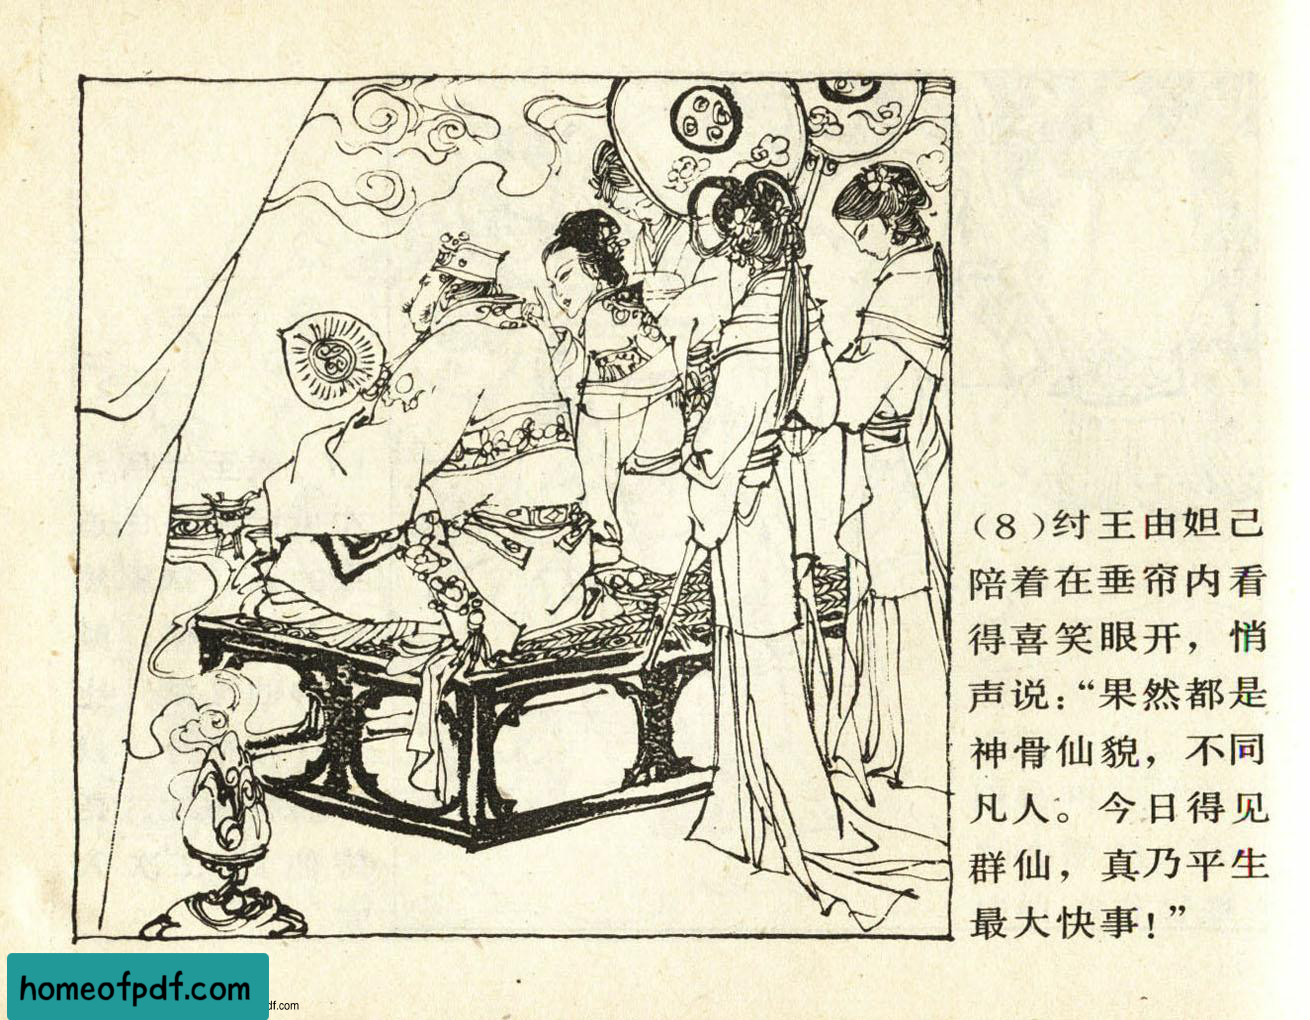 (8)纣王由妲己
陪着在垂帘内看
得喜笑眼开，悄
声说：“果然都是
神骨仙貌，不同
凡人。今日得见
群仙，真乃平生
最大快事！”
homeofpdf.com
df.com